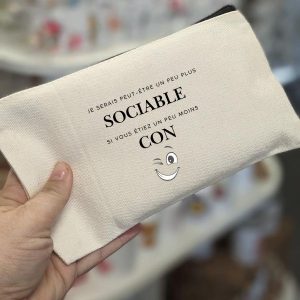 JE SERAIS PEUT-ÊTRE UN PEU PLUS
SOCIABLE
SI VOUS ÉTIEZ UN PEU MOINS
CON